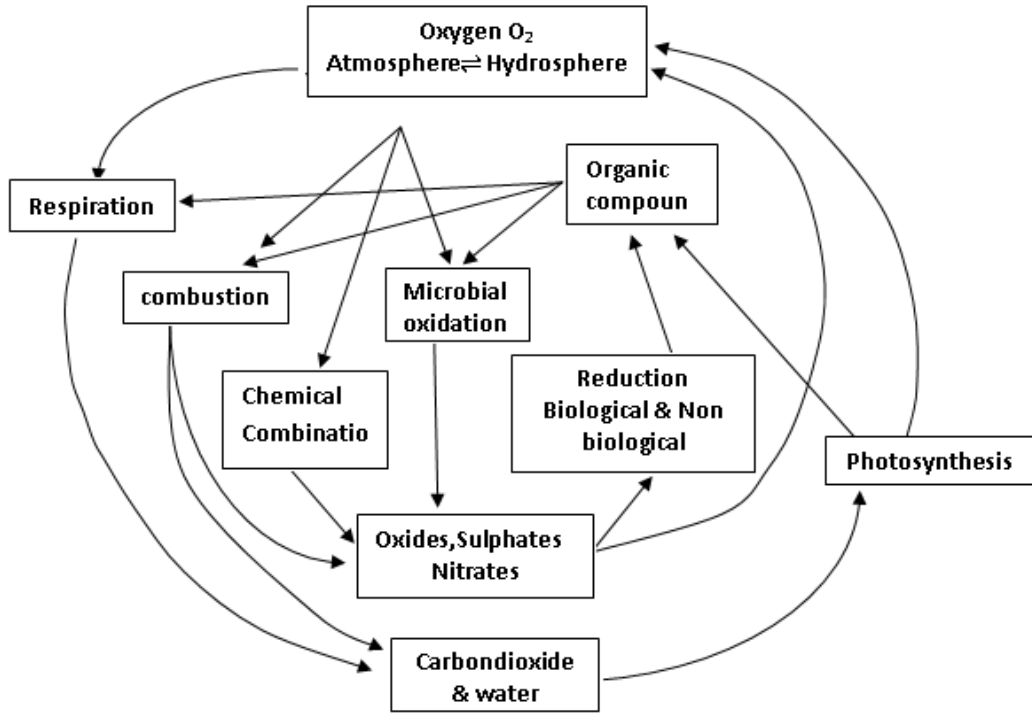 Oxygen O₂
Atmosphere⇌ Hydrosphere
Organic
compoun
Respiration
combustion
Microbial
oxidation
Chemical
Combinatio
Reduction
Biological & Non
biological
Photosynthesis
Oxides,Sulphates
Nitrates
Carbondioxide
& water